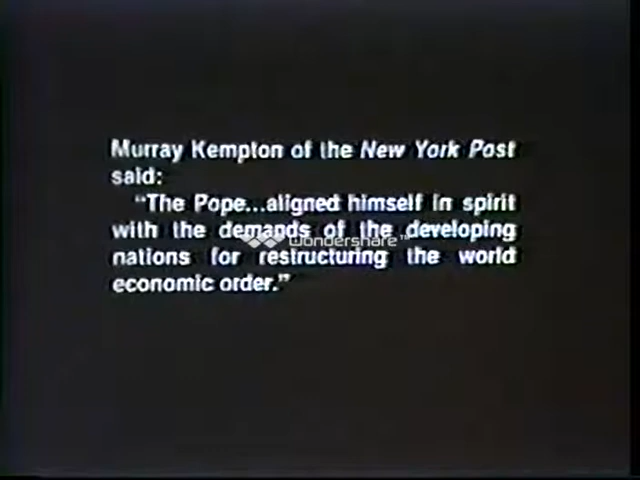 Murray Kempton of the New York Post
said:
"The Pope...aligned himself in spirit
with the demands of the developing
nations for restructuring the world
economic order."
wondershare™